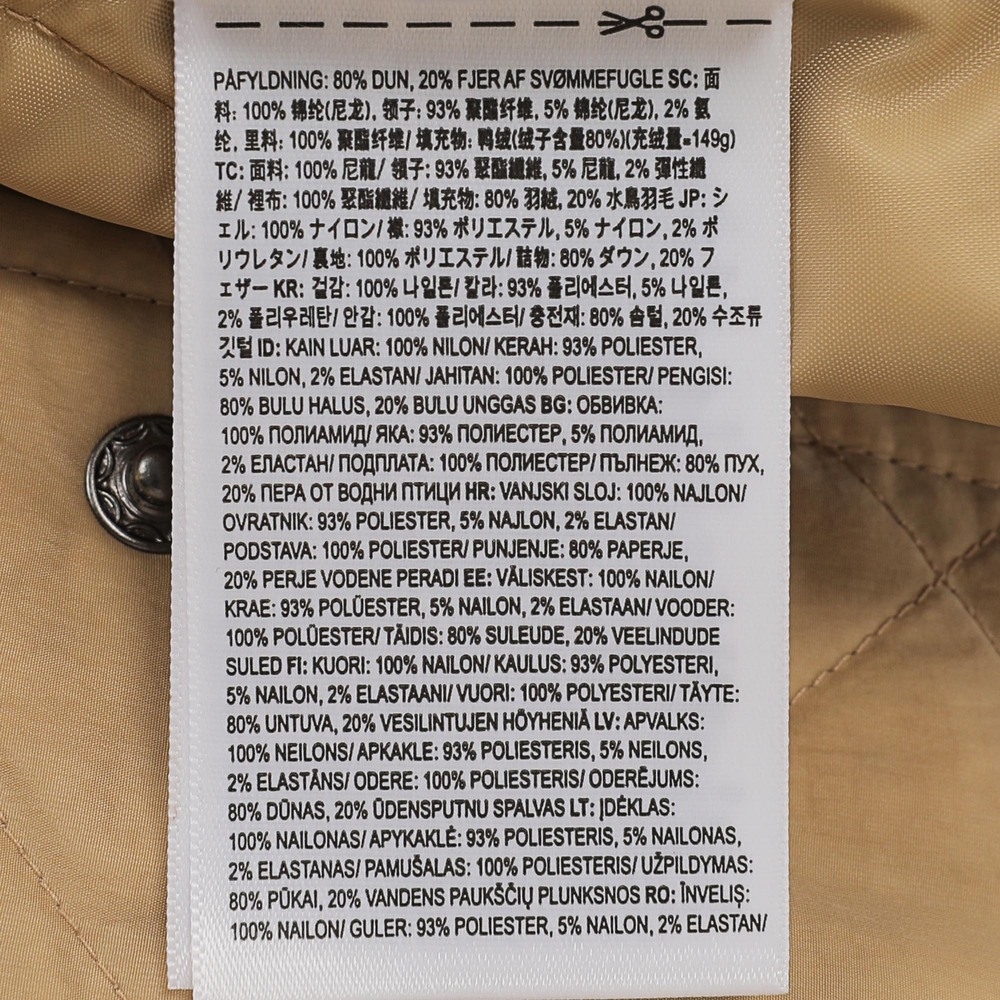 PÅFYLDNING: 80% DUN, 20% FJER AF SVØMMEFUGLE SC: 面
料: 100% 锦纶(尼龙), 领子: 93% 聚酯纤维, 5% 锦纶(尼龙), 2% 氨
纶, 里料: 100% 聚酯纤维/ 填充物: 鸭绒(绒子含量80%)(充绒量=149g)
TC: 面料: 100% 尼龍/ 領子: 93% 聚酯纖維, 5% 尼龍, 2% 彈性纖
維/ 裡布: 100% 聚酯纖維/ 填充物: 80% 羽絨, 20% 水鳥羽毛 JP: シ
ェル: 100% ナイロン/ 襟: 93% ポリエステル, 5% ナイロン, 2% ポ
リウレタン/ 裏地: 100% ポリエステル/ 詰物: 80% ダウン, 20% フ
ェザー KR: 겉감: 100% 나일론/ 칼라: 93% 폴리에스터, 5% 나일론,
2% 폴리우레탄/ 안감: 100% 폴리에스터/ 충전재: 80% 솜털, 20% 수조류
깃털 ID: KAIN LUAR: 100% NILON/ KERAH: 93% POLIESTER,
5% NILON, 2% ELASTAN/ JAHITAN: 100% POLIESTER/ PENGISI:
80% BULU HALUS, 20% BULU UNGGAS BG: ОБВИВКА:
100% ПОЛИАМИД/ ЯКА: 93% ПОЛИЕСТЕР, 5% ПОЛИАМИД,
2% ЕЛАСТАН/ ПОДПЛАТА: 100% ПОЛИЕСТЕР/ ПЪЛНЕЖ: 80% ПУХ,
20% ПЕРА ОТ ВОДНИ ПТИЦИ HR: VANJSKI SLOJ: 100% NAJLON/
OVRATNIK: 93% POLIESTER, 5% NAJLON, 2% ELASTAN/
PODSTAVA: 100% POLIESTER/ PUNJENJE: 80% PAPERJE,
20% PERJE VODENE PERADI EE: VÄLISKEST: 100% NAILON/
KRAE: 93% POLÜESTER, 5% NAILON, 2% ELASTAAN/ VOODER:
100% POLÜESTER/ TÄIDIS: 80% SULEUDE, 20% VEELINDUDE
SULED FI: KUORI: 100% NAILON/ KAULUS: 93% POLYESTERI,
5% NAILON, 2% ELASTAANI/ VUORI: 100% POLYESTERI/ TÄYTE:
80% UNTUVA, 20% VESILINTUJEN HÖYHENIÄ LV: APVALKS:
100% NEILONS/ APKAKLE: 93% POLIESTERIS, 5% NEILONS,
2% ELASTĀNS/ ODERE: 100% POLIESTERIS/ ODERĒJUMS:
80% DŪNAS, 20% ŪDENSPUTNU SPALVAS LT: ĮDĖKLAS:
100% NAILONAS/ APYKAKLĖ: 93% POLIESTERIS, 5% NAILONAS,
2% ELASTANAS/ PAMUŠALAS: 100% POLIESTERIS/ UŽPILDYMAS:
80% PŪKAI, 20% VANDENS PAUKŠČIŲ PLUNKSNOS RO: ÎNVELIȘ:
100% NAILON/ GULER: 93% POLIESTER, 5% NAILON, 2% ELASTAN/